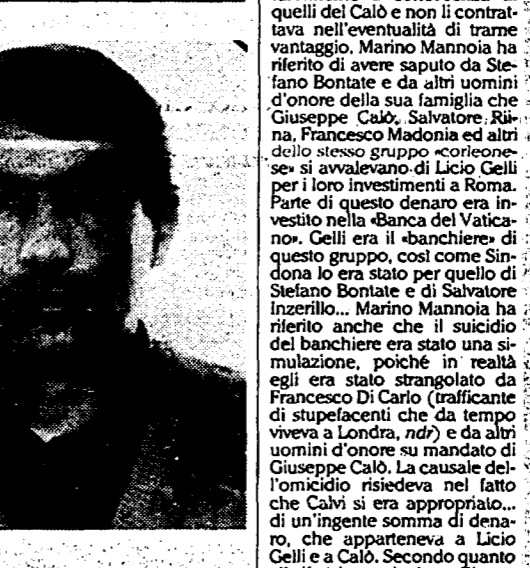 quelli del Calò e non li contrat-
tava nell'eventualità di trarne
vantaggio. Marino Mannoia ha
riferito di avere saputo da Ste-
fano Bontate e da altri uomini
d'onore della sua famiglia che
Giuseppe Calò, Salvatore Rii-
na, Francesco Madonia ed altri
dello stesso gruppo «corleone-
se» si avvalevano di Licio Gelli
per i loro investimenti a Roma.
Parte di questo denaro era in-
vestito nella «Banca del Vatica-
no». Gelli era il «banchiere» di
questo gruppo, così come Sin-
dona lo era stato per quello di
Stefano Bontate e di Salvatore
Inzerillo... Marino Mannoia ha
riferito anche che il suicidio
del banchiere era stato una si-
mulazione, poiché in realtà
egli era stato strangolato da
Francesco Di Carlo (trafficante
di stupefacenti che da tempo
viveva a Londra, ndr) e da altri
uomini d'onore su mandato di
Giuseppe Calò. La causale del-
l'omicidio risiedeva nel fatto
che Calvi si era appropriato...
di un'ingente somma di dena-
ro, che apparteneva a Licio
Gelli e a Calò. Secondo quanto